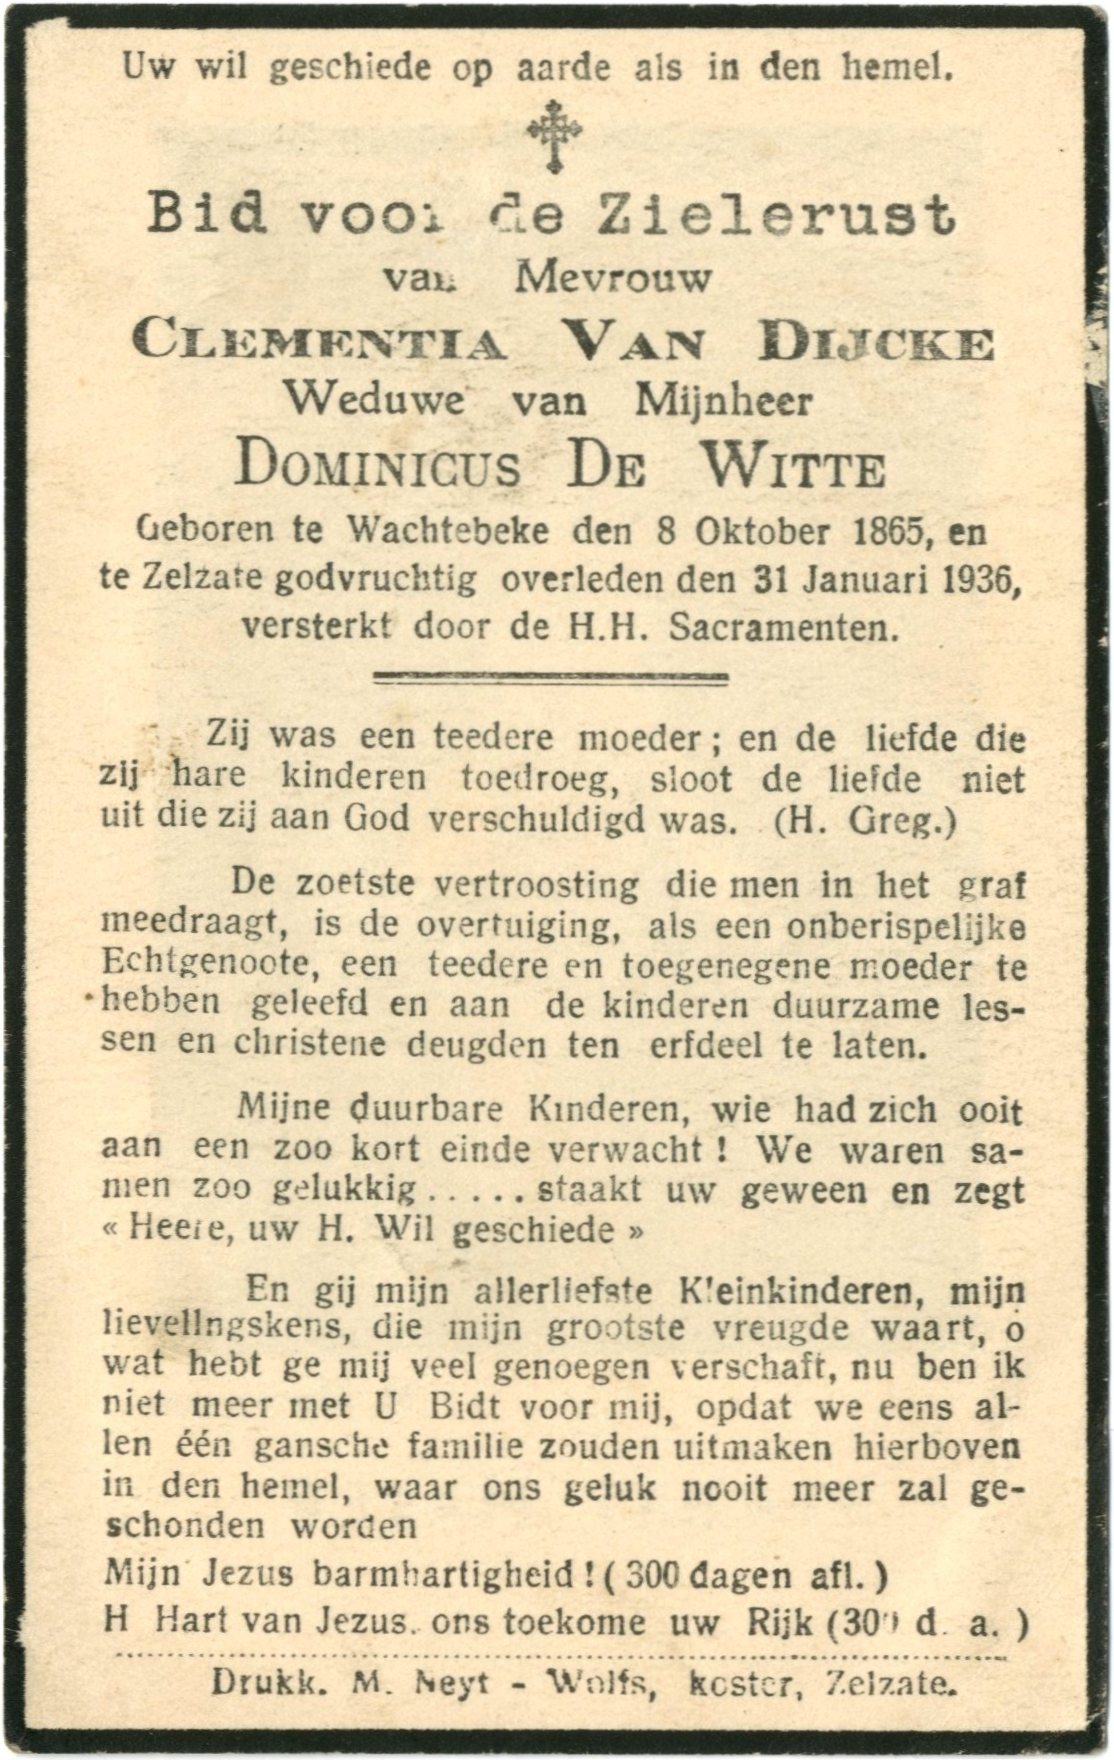 Uw wil geschiede op aarde als in den hemel.
Bid voor de Zielerust
van Mevrouw
CLEMENTIA VAN DIJCKE
Weduwe van Mijnheer
DOMINICUS DE WITTE
Geboren te Wachtebeke den 8 Oktober 1865, en
te Zelzate godvruchtig overleden den 31 Januari 1936,
versterkt door de H.H. Sacramenten.
Zij was een teedere moeder ; en de liefde die
zij hare kinderen toedroeg, sloot de liefde niet
uit die zij aan God verschuldigd was. (H. Greg.)
De zoetste vertroosting die men in het graf
meedraagt, is de overtuiging, als een onberispelijke
Echtgenoote, een teedere en toegenegene moeder te
hebben geleefd en aan de kinderen duurzame les-
sen en christene deugden ten erfdeel te laten.
Mijne duurbare Kinderen, wie had zich ooit
aan een zoo kort einde verwacht ! We waren sa-
men zoo gelukkig ..... staakt uw geween en zegt
« Heere, uw H. Wil geschiede »
En gij mijn allerliefste Kleinkinderen, mijn
lievellngskens, die mijn grootste vreugde waart, o
wat hebt ge mij veel genoegen verschaft, nu ben ik
niet meer met U Bidt voor mij, opdat we eens al-
len één gansche familie zouden uitmaken hierboven
in den hemel, waar ons geluk nooit meer zal ge-
schonden worden
Mijn Jezus barmhartigheid ! ( 300 dagen afl. )
H Hart van Jezus. ons toekome uw Rijk (300 d. a. )
Drukk. M. Neyt - Wolfs, koster, Zelzate.